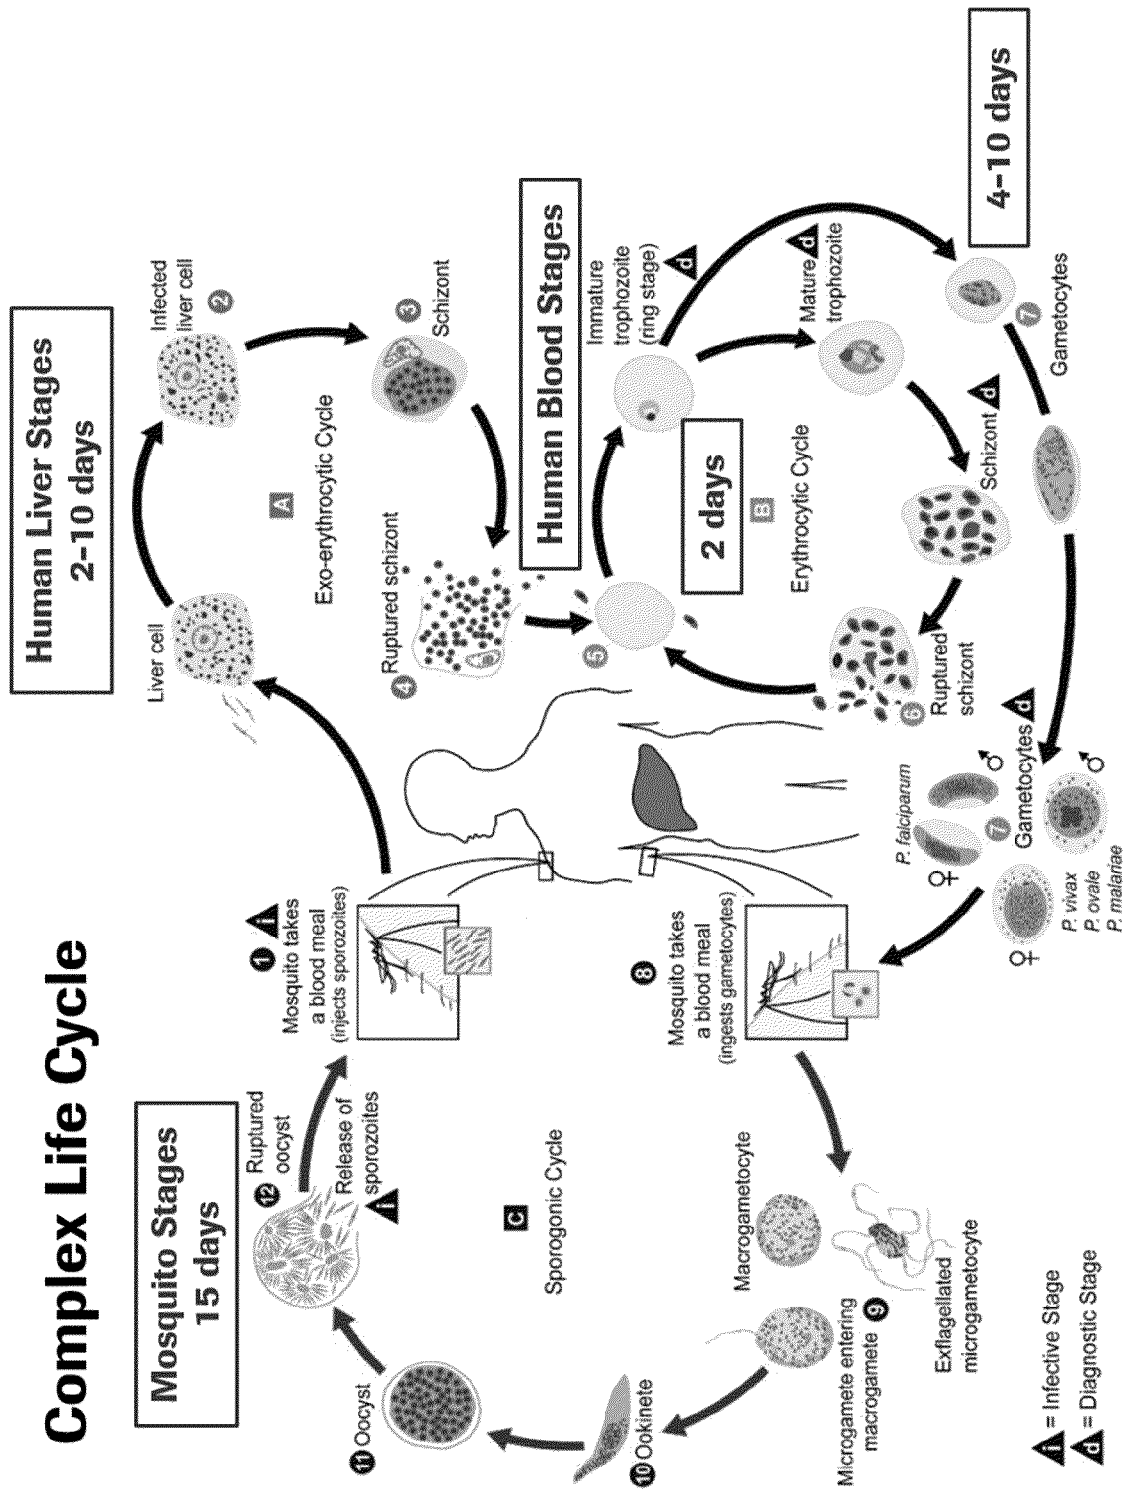 Complex Life Cycle
Mosquito Stages
15 days
Human Liver Stages
2–10 days
Human Blood Stages
2 days
4–10 days
1
i
Mosquito takes
a blood meal
(injects sporozoites)
Liver cell
Infected
liver cell
2
A
Exo-erythrocytic Cycle
3
Schizont
4
Ruptured schizont
5
Immature
trophozoite
(ring stage)
d
Mature
trophozoite
d
B
Erythrocytic Cycle
Schizont
d
6
Ruptured
schizont
7
Gametocytes
Gametocytes
d
7
P. falciparum
♀
♂
♀
♂
P. vivax
P. ovale
P. malariae
8
Mosquito takes
a blood meal
(ingests gametocytes)
12
Ruptured
oocyst
Release of
sporozoites
i
C
Sporogonic Cycle
11
Oocyst
10
Ookinete
Macrogametocyte
Microgamete entering
macrogamete
9
Exflagellated
microgametocyte
i = Infective Stage
d = Diagnostic Stage